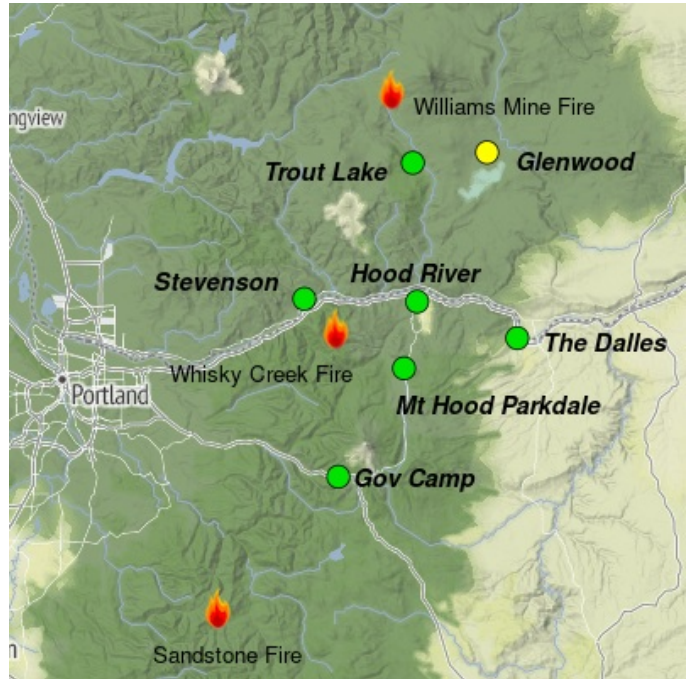 Williams Mine Fire
ngview
Glenwood
Trout Lake
Hood River
Stevenson
The Dalles
Whisky Creek Fire
Portland
Mt Hood Parkdale
Gov Camp
Sandstone Fire
n